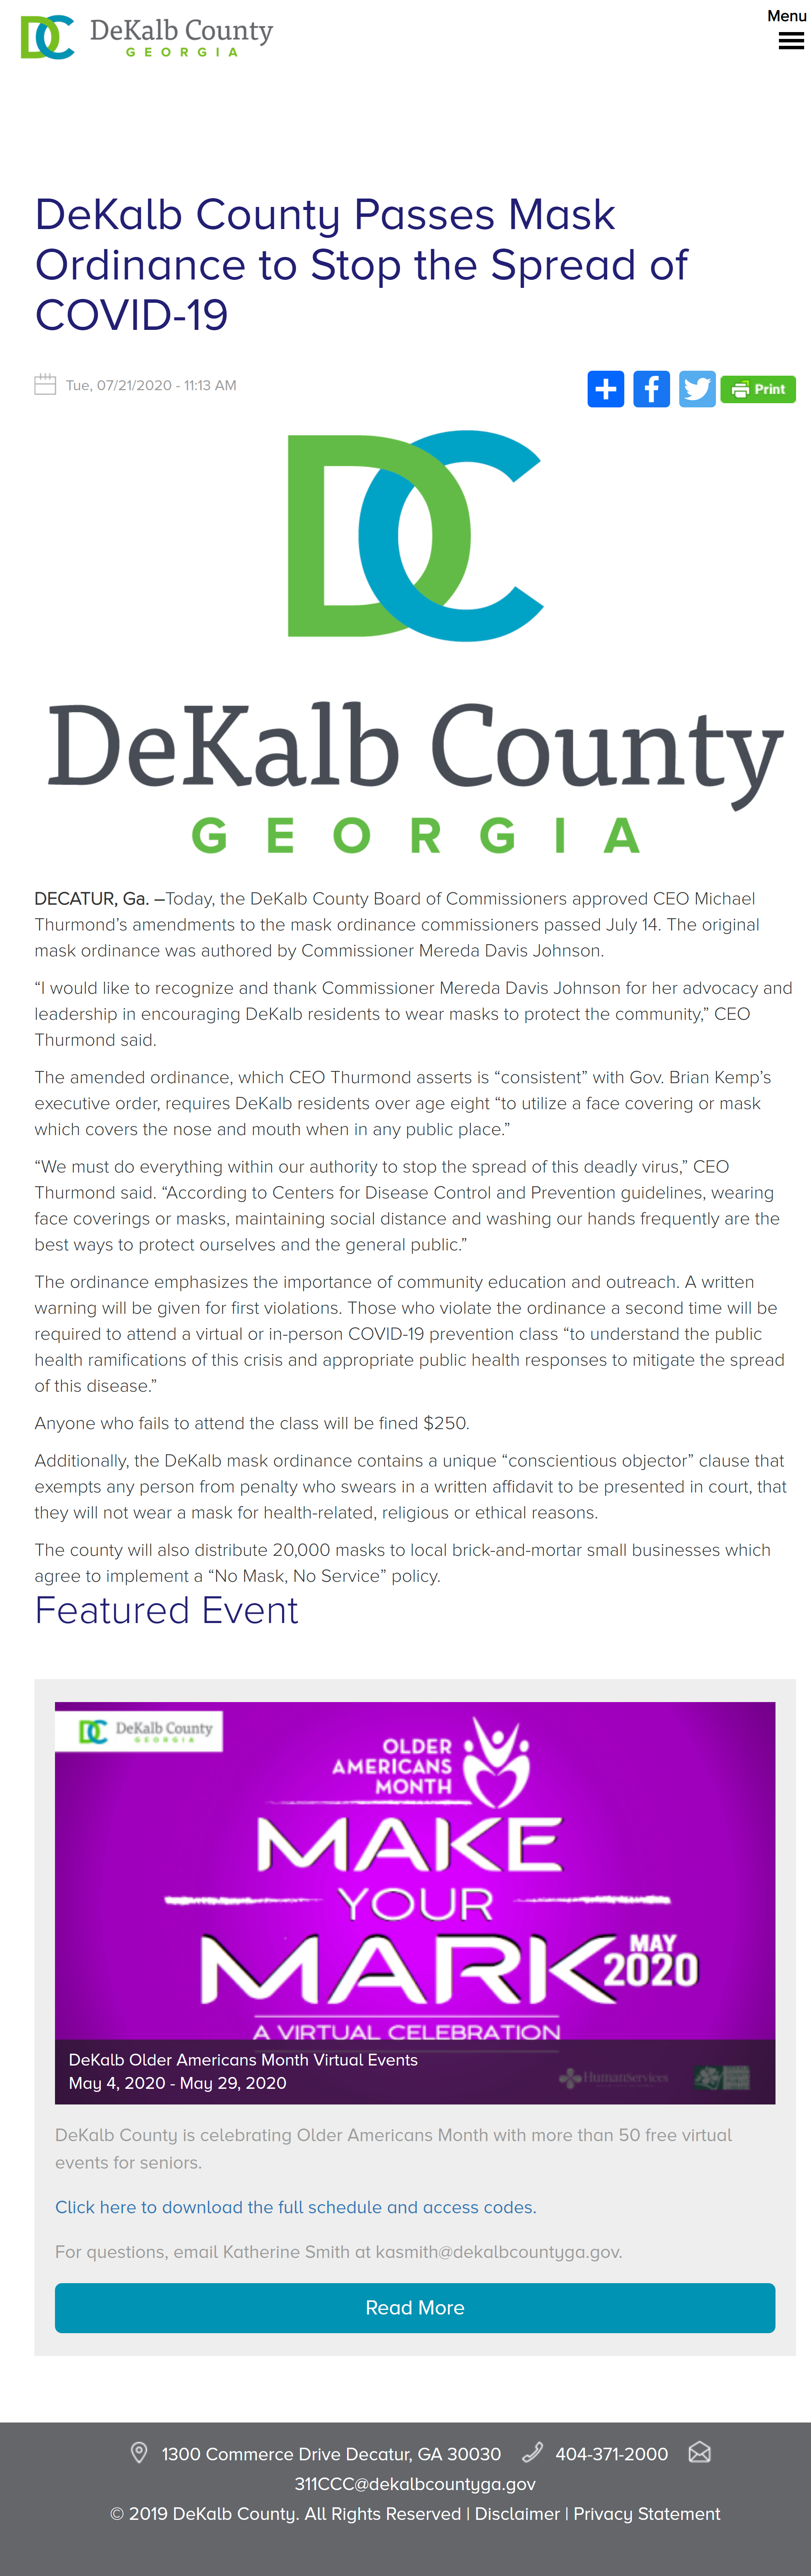 DC DeKalb County
GEORGIA
Menu
DeKalb County Passes Mask
Ordinance to Stop the Spread of
COVID-19
Tue, 07/21/2020 - 11:13 AM
Print
DC
DeKalb County
GEORGIA
DECATUR, Ga. –Today, the DeKalb County Board of Commissioners approved CEO Michael
Thurmond’s amendments to the mask ordinance commissioners passed July 14. The original
mask ordinance was authored by Commissioner Mereda Davis Johnson.
“I would like to recognize and thank Commissioner Mereda Davis Johnson for her advocacy and
leadership in encouraging DeKalb residents to wear masks to protect the community,” CEO
Thurmond said.
The amended ordinance, which CEO Thurmond asserts is “consistent” with Gov. Brian Kemp’s
executive order, requires DeKalb residents over age eight “to utilize a face covering or mask
which covers the nose and mouth when in any public place.”
“We must do everything within our authority to stop the spread of this deadly virus,” CEO
Thurmond said. “According to Centers for Disease Control and Prevention guidelines, wearing
face coverings or masks, maintaining social distance and washing our hands frequently are the
best ways to protect ourselves and the general public.”
The ordinance emphasizes the importance of community education and outreach. A written
warning will be given for first violations. Those who violate the ordinance a second time will be
required to attend a virtual or in-person COVID-19 prevention class “to understand the public
health ramifications of this crisis and appropriate public health responses to mitigate the spread
of this disease.”
Anyone who fails to attend the class will be fined $250.
Additionally, the DeKalb mask ordinance contains a unique “conscientious objector” clause that
exempts any person from penalty who swears in a written affidavit to be presented in court, that
they will not wear a mask for health-related, religious or ethical reasons.
The county will also distribute 20,000 masks to local brick-and-mortar small businesses which
agree to implement a “No Mask, No Service” policy.
Featured Event
DC DeKalb County
GEORGIA
OLDER
AMERICANS
MONTH
MAKE
YOUR
MARK
MAY
2020
A VIRTUAL CELEBRATION
DeKalb Older Americans Month Virtual Events
May 4, 2020 - May 29, 2020
HumanServices
DeKalb County is celebrating Older Americans Month with more than 50 free virtual
events for seniors.
Click here to download the full schedule and access codes.
For questions, email Katherine Smith at kasmith@dekalbcountyga.gov.
Read More
1300 Commerce Drive Decatur, GA 30030 404-371-2000
311CCC@dekalbcountyga.gov
© 2019 DeKalb County. All Rights Reserved | Disclaimer | Privacy Statement